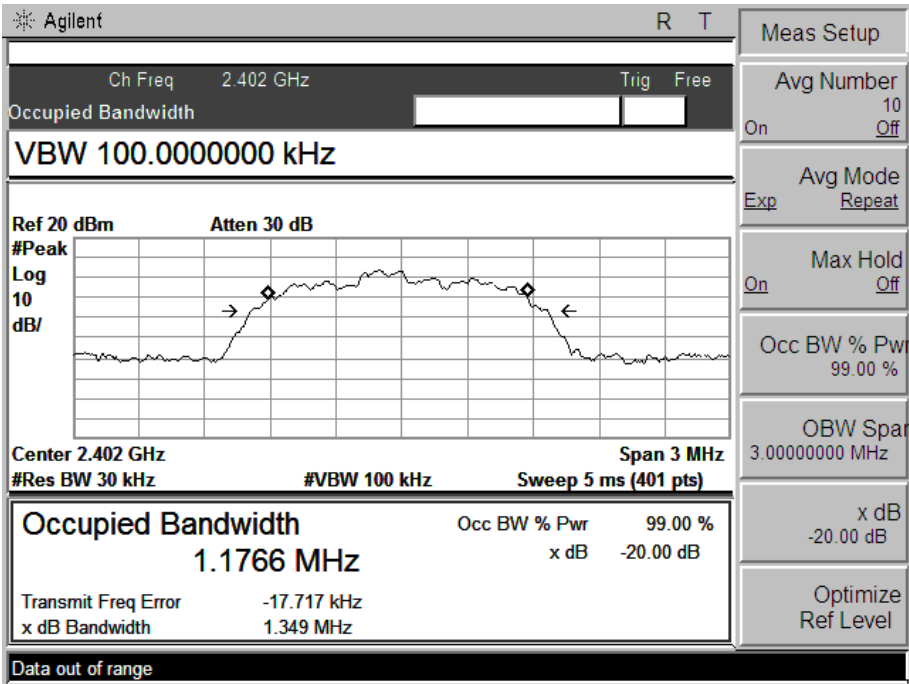 Agilent R T
Ch Freq 2.402 GHz Trig Free
Occupied Bandwidth
VBW 100.0000000 kHz
Ref 20 dBm Atten 30 dB
#Peak
Log
10
dB/
Center 2.402 GHz Span 3 MHz
#Res BW 30 kHz #VBW 100 kHz Sweep 5 ms (401 pts)
Occupied Bandwidth Occ BW % Pwr 99.00 %
1.1766 MHz x dB -20.00 dB
Transmit Freq Error -17.717 kHz
x dB Bandwidth 1.349 MHz
Data out of range
Meas Setup
Avg Number
10
On Off
Avg Mode
Exp Repeat
Max Hold
On Off
Occ BW % Pwr
99.00 %
OBW Span
3.00000000 MHz
x dB
-20.00 dB
Optimize
Ref Level